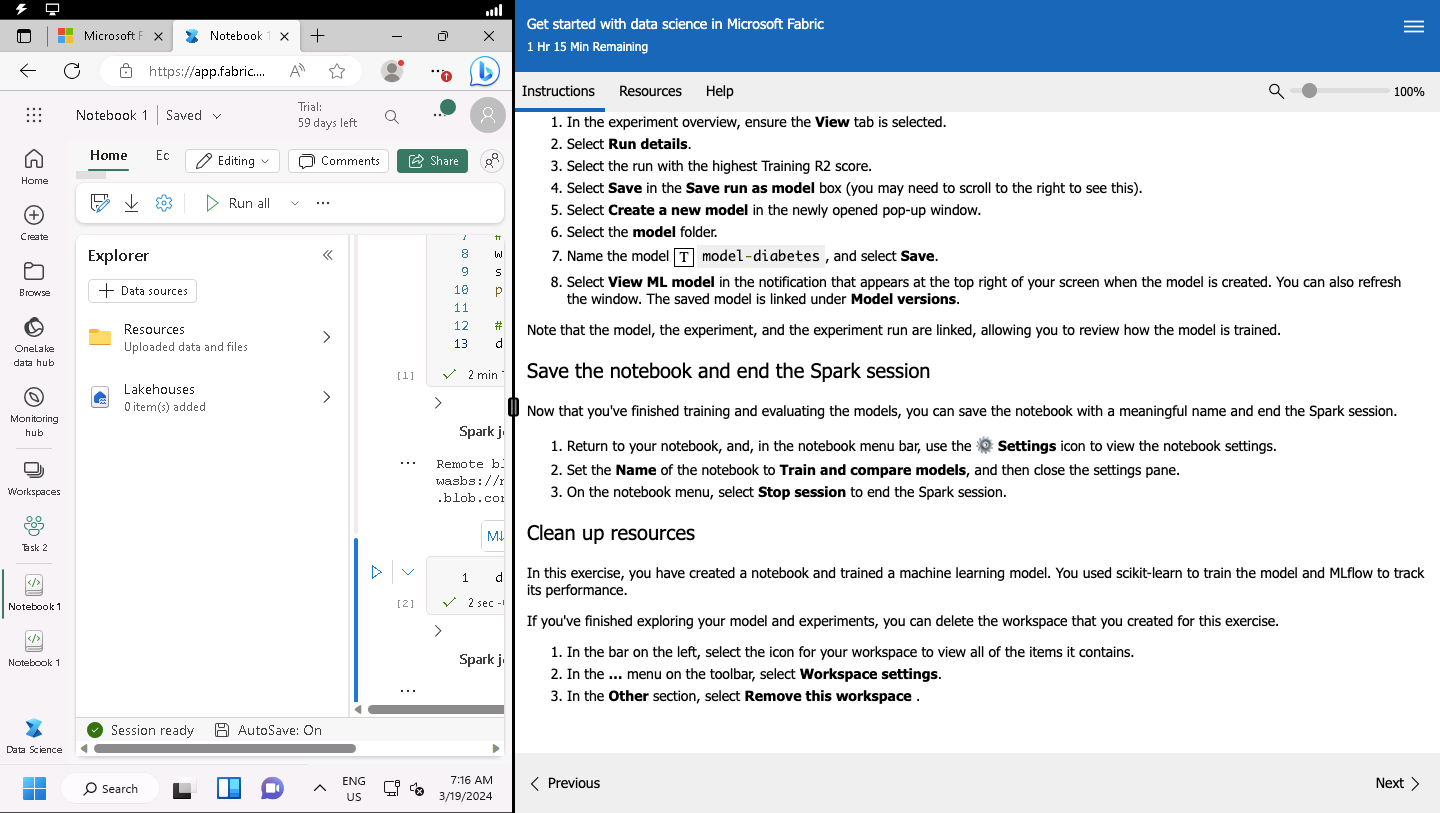 Microsoft F
Notebook 1
https://app.fabric....
Notebook 1
Saved
Trial:
59 days left
Home
Ec
Editing
Comments
Share
Run all
Home
Create
Browse
OneLake
data hub
Monitoring
hub
Workspaces
Task 2
Notebook 1
Notebook 1
Data Science
Explorer
Data sources
Resources
Uploaded data and files
Lakehouses
0 item(s) added
7 #
8 w
9 s
10 p
11
12 #
13 d
[1]
2 min
Spark j
Remote bl
wasbs://
.blob.co
M↓
1 d
[2]
2 sec -
Spark j
Session ready
AutoSave: On
Search
ENG
US
7:16 AM
3/19/2024
Get started with data science in Microsoft Fabric
1 Hr 15 Min Remaining
Instructions
Resources
Help
100%
1. In the experiment overview, ensure the View tab is selected.
2. Select Run details.
3. Select the run with the highest Training R2 score.
4. Select Save in the Save run as model box (you may need to scroll to the right to see this).
5. Select Create a new model in the newly opened pop-up window.
6. Select the model folder.
7. Name the model T model-diabetes , and select Save.
8. Select View ML model in the notification that appears at the top right of your screen when the model is created. You can also refresh
the window. The saved model is linked under Model versions.
Note that the model, the experiment, and the experiment run are linked, allowing you to review how the model is trained.
Save the notebook and end the Spark session
Now that you've finished training and evaluating the models, you can save the notebook with a meaningful name and end the Spark session.
1. Return to your notebook, and, in the notebook menu bar, use the Settings icon to view the notebook settings.
2. Set the Name of the notebook to Train and compare models, and then close the settings pane.
3. On the notebook menu, select Stop session to end the Spark session.
Clean up resources
In this exercise, you have created a notebook and trained a machine learning model. You used scikit-learn to train the model and MLflow to track
its performance.
If you've finished exploring your model and experiments, you can delete the workspace that you created for this exercise.
1. In the bar on the left, select the icon for your workspace to view all of the items it contains.
2. In the ... menu on the toolbar, select Workspace settings.
3. In the Other section, select Remove this workspace .
Previous
Next